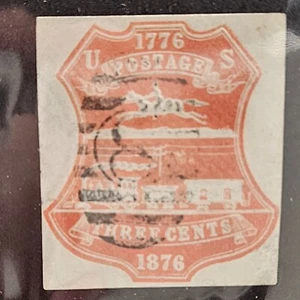 1776
U POSTAGE S
THREE CENTS
1876